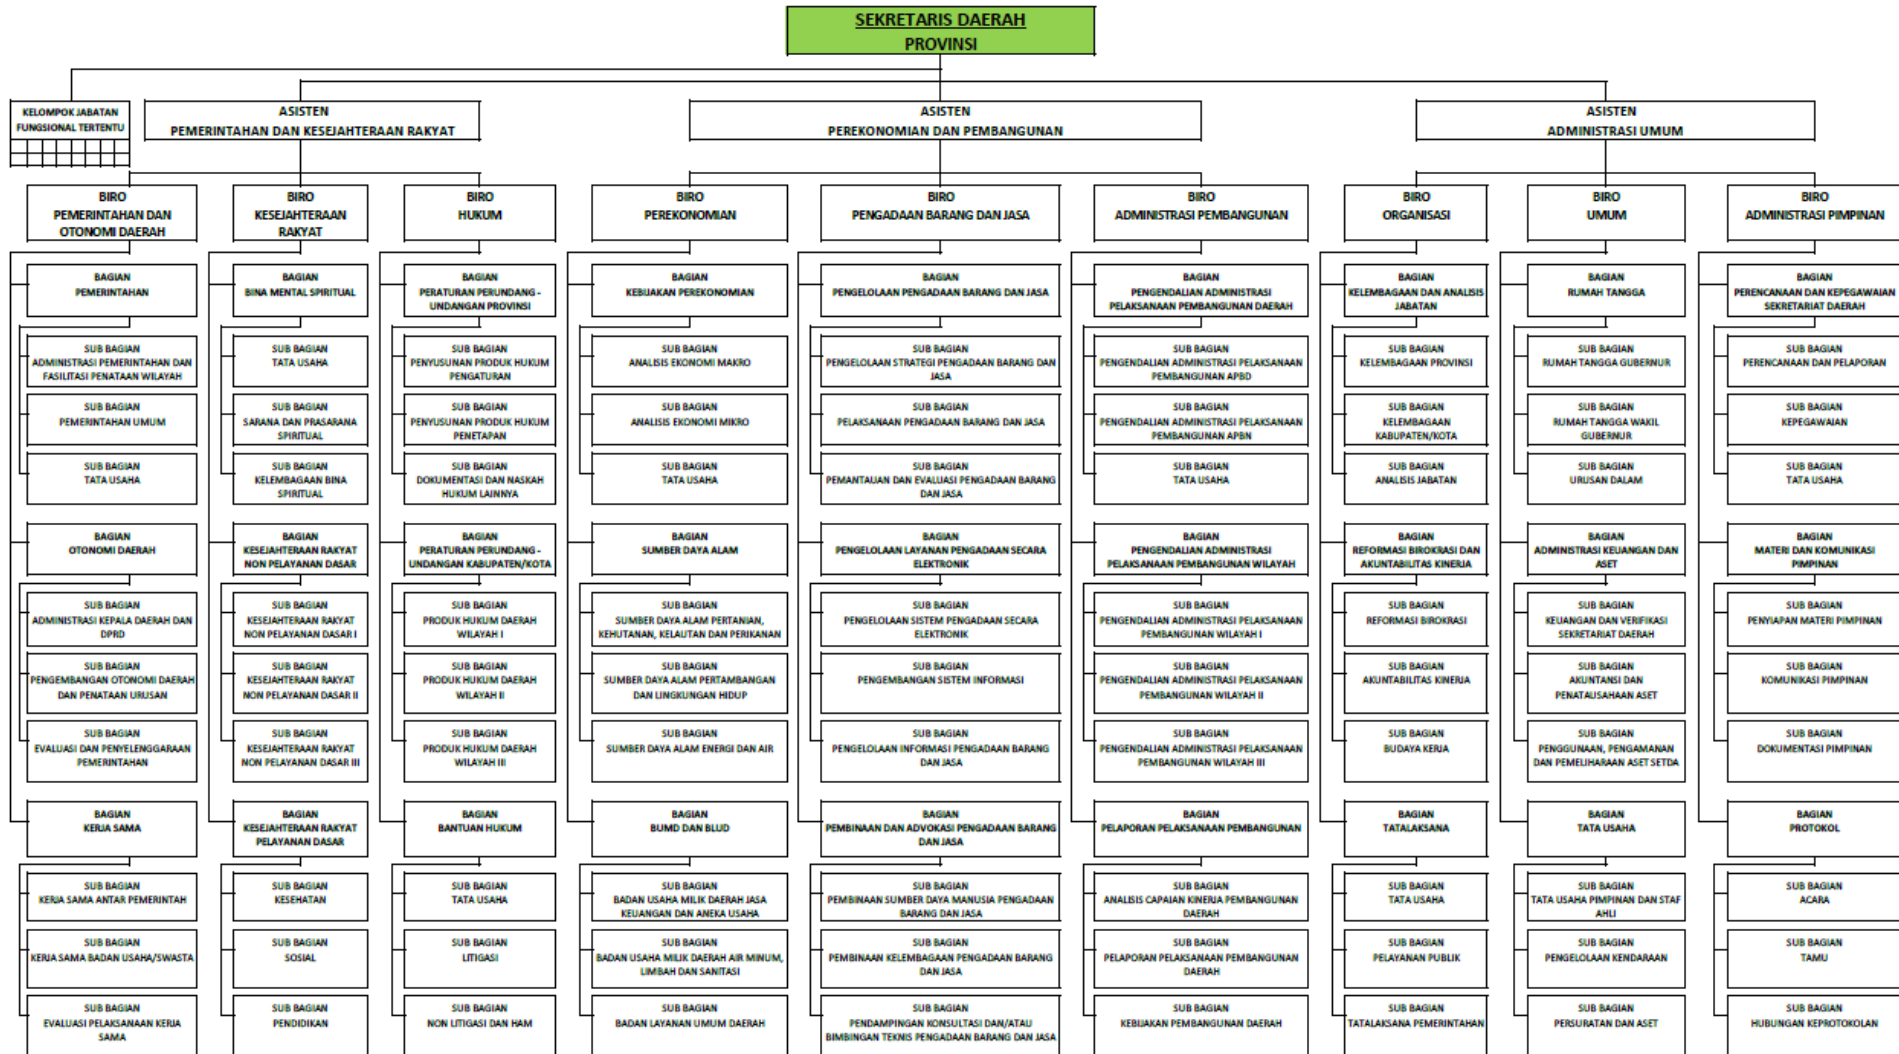 SEKRETARIS DAERAH
PROVINSI
KELOMPOK JABATAN
FUNGSIONAL TERTENTU
ASISTEN
PEMERINTAHAN DAN KESEJAHTERAAN RAKYAT
ASISTEN
PEREKONOMIAN DAN PEMBANGUNAN
ASISTEN
ADMINISTRASI UMUM
BIRO
PEMERINTAHAN DAN
OTONOMI DAERAH
BAGIAN
PEMERINTAHAN
SUB BAGIAN
ADMINISTRASI PEMERINTAHAN DAN
FASILITASI PENATAAN WILAYAH
SUB BAGIAN
PEMERINTAHAN UMUM
SUB BAGIAN
TATA USAHA
BAGIAN
OTONOMI DAERAH
SUB BAGIAN
ADMINISTRASI KEPALA DAERAH DAN
DPRD
SUB BAGIAN
PENGEMBANGAN OTONOMI DAERAH
DAN PENATAAN URUSAN
SUB BAGIAN
EVALUASI DAN PENYELENGGARAAN
PEMERINTAHAN
BAGIAN
KERJA SAMA
SUB BAGIAN
KERJA SAMA ANTAR PEMERINTAH
SUB BAGIAN
KERJA SAMA BADAN USAHA/SWASTA
SUB BAGIAN
EVALUASI PELAKSANAAN KERJA
SAMA
BIRO
KESEJAHTERAAN
RAKYAT
BAGIAN
BINA MENTAL SPIRITUAL
SUB BAGIAN
TATA USAHA
SUB BAGIAN
SARANA DAN PRASARANA
SPIRITUAL
SUB BAGIAN
KELEMBAGAAN BINA
SPIRITUAL
BAGIAN
KESEJAHTERAAN RAKYAT
NON PELAYANAN DASAR
SUB BAGIAN
KESEJAHTERAAN RAKYAT
NON PELAYANAN DASAR I
SUB BAGIAN
KESEJAHTERAAN RAKYAT
NON PELAYANAN DASAR II
SUB BAGIAN
KESEJAHTERAAN RAKYAT
NON PELAYANAN DASAR III
BAGIAN
KESEJAHTERAAN RAKYAT
PELAYANAN DASAR
SUB BAGIAN
KESEHATAN
SUB BAGIAN
SOSIAL
SUB BAGIAN
PENDIDIKAN
BIRO
HUKUM
BAGIAN
PERATURAN PERUNDANG -
UNDANGAN PROVINSI
SUB BAGIAN
PENYUSUNAN PRODUK HUKUM
PENGATURAN
SUB BAGIAN
PENYUSUNAN PRODUK HUKUM
PENETAPAN
SUB BAGIAN
DOKUMENTASI DAN NASKAH
HUKUM LAINNYA
BAGIAN
PERATURAN PERUNDANG -
UNDANGAN KABUPATEN/KOTA
SUB BAGIAN
PRODUK HUKUM DAERAH
WILAYAH I
SUB BAGIAN
PRODUK HUKUM DAERAH
WILAYAH II
SUB BAGIAN
PRODUK HUKUM DAERAH
WILAYAH III
BAGIAN
BANTUAN HUKUM
SUB BAGIAN
TATA USAHA
SUB BAGIAN
LITIGASI
SUB BAGIAN
NON LITIGASI DAN HAM
BIRO
PEREKONOMIAN
BAGIAN
KEBIJAKAN PEREKONOMIAN
SUB BAGIAN
ANALISIS EKONOMI MAKRO
SUB BAGIAN
ANALISIS EKONOMI MIKRO
SUB BAGIAN
TATA USAHA
BAGIAN
SUMBER DAYA ALAM
SUB BAGIAN
SUMBER DAYA ALAM PERTANIAN,
KEHUTANAN, KELAUTAN DAN PERIKANAN
SUB BAGIAN
SUMBER DAYA ALAM PERTAMBANGAN
DAN LINGKUNGAN HIDUP
SUB BAGIAN
SUMBER DAYA ALAM ENERGI DAN AIR
BAGIAN
BUMD DAN BLUD
SUB BAGIAN
BADAN USAHA MILIK DAERAH JASA
KEUANGAN DAN ANEKA USAHA
SUB BAGIAN
BADAN USAHA MILIK DAERAH AIR MINUM,
LIMBAH DAN SANITASI
SUB BAGIAN
BADAN LAYANAN UMUM DAERAH
BIRO
PENGADAAN BARANG DAN JASA
BAGIAN
PENGELOLAAN PENGADAAN BARANG DAN JASA
SUB BAGIAN
PENGELOLAAN STRATEGI PENGADAAN BARANG DAN
JASA
SUB BAGIAN
PELAKSANAAN PENGADAAN BARANG DAN JASA
SUB BAGIAN
PEMANTAUAN DAN EVALUASI PENGADAAN BARANG
DAN JASA
BAGIAN
PENGELOLAAN LAYANAN PENGADAAN SECARA
ELEKTRONIK
SUB BAGIAN
PENGELOLAAN SISTEM PENGADAAN SECARA
ELEKTRONIK
SUB BAGIAN
PENGEMBANGAN SISTEM INFORMASI
SUB BAGIAN
PENGELOLAAN INFORMASI PENGADAAN BARANG
DAN JASA
BAGIAN
PEMBINAAN DAN ADVOKASI PENGADAAN BARANG
DAN JASA
SUB BAGIAN
PEMBINAAN SUMBER DAYA MANUSIA PENGADAAN
BARANG DAN JASA
SUB BAGIAN
PEMBINAAN KELEMBAGAAN PENGADAAN BARANG
DAN JASA
SUB BAGIAN
PENDAMPINGAN KONSULTASI DAN/ATAU
BIMBINGAN TEKNIS PENGADAAN BARANG DAN JASA
BIRO
ADMINISTRASI PEMBANGUNAN
BAGIAN
PENGENDALIAN ADMINISTRASI
PELAKSANAAN PEMBANGUNAN DAERAH
SUB BAGIAN
PENGENDALIAN ADMINISTRASI PELAKSANAAN
PEMBANGUNAN APBD
SUB BAGIAN
PENGENDALIAN ADMINISTRASI PELAKSANAAN
PEMBANGUNAN APBN
SUB BAGIAN
TATA USAHA
BAGIAN
PENGENDALIAN ADMINISTRASI
PELAKSANAAN PEMBANGUNAN WILAYAH
SUB BAGIAN
PENGENDALIAN ADMINISTRASI PELAKSANAAN
PEMBANGUNAN WILAYAH I
SUB BAGIAN
PENGENDALIAN ADMINISTRASI PELAKSANAAN
PEMBANGUNAN WILAYAH II
SUB BAGIAN
PENGENDALIAN ADMINISTRASI PELAKSANAAN
PEMBANGUNAN WILAYAH III
BAGIAN
PELAPORAN PELAKSANAAN PEMBANGUNAN
SUB BAGIAN
ANALISIS CAPAIAN KINERJA PEMBANGUNAN
DAERAH
SUB BAGIAN
PELAPORAN PELAKSANAAN PEMBANGUNAN
DAERAH
SUB BAGIAN
KEBIJAKAN PEMBANGUNAN DAERAH
BIRO
ORGANISASI
BAGIAN
KELEMBAGAAN DAN ANALISIS
JABATAN
SUB BAGIAN
KELEMBAGAAN PROVINSI
SUB BAGIAN
KELEMBAGAAN
KABUPATEN/KOTA
SUB BAGIAN
ANALISIS JABATAN
BAGIAN
REFORMASI BIROKRASI DAN
AKUNTABILITAS KINERJA
SUB BAGIAN
REFORMASI BIROKRASI
SUB BAGIAN
AKUNTABILITAS KINERJA
SUB BAGIAN
BUDAYA KERJA
BAGIAN
TATALAKSANA
SUB BAGIAN
TATA USAHA
SUB BAGIAN
PELAYANAN PUBLIK
SUB BAGIAN
TATALAKSANA PEMERINTAHAN
BIRO
UMUM
BAGIAN
RUMAH TANGGA
SUB BAGIAN
RUMAH TANGGA GUBERNUR
SUB BAGIAN
RUMAH TANGGA WAKIL
GUBERNUR
SUB BAGIAN
URUSAN DALAM
BAGIAN
ADMINISTRASI KEUANGAN DAN
ASET
SUB BAGIAN
KEUANGAN DAN VERIFIKASI
SEKRETARIAT DAERAH
SUB BAGIAN
AKUNTANSI DAN
PENATAUSAHAAN ASET
SUB BAGIAN
PENGGUNAAN, PENGAMANAN
DAN PEMELIHARAAN ASET SETDA
BAGIAN
TATA USAHA
SUB BAGIAN
TATA USAHA PIMPINAN DAN STAF
AHLI
SUB BAGIAN
PENGELOLAAN KENDARAAN
SUB BAGIAN
PERSURATAN DAN ASET
BIRO
ADMINISTRASI PIMPINAN
BAGIAN
PERENCANAAN DAN KEPEGAWAIAN
SEKRETARIAT DAERAH
SUB BAGIAN
PERENCANAAN DAN PELAPORAN
SUB BAGIAN
KEPEGAWAIAN
SUB BAGIAN
TATA USAHA
BAGIAN
MATERI DAN KOMUNIKASI
PIMPINAN
SUB BAGIAN
PENYIAPAN MATERI PIMPINAN
SUB BAGIAN
KOMUNIKASI PIMPINAN
SUB BAGIAN
DOKUMENTASI PIMPINAN
BAGIAN
PROTOKOL
SUB BAGIAN
ACARA
SUB BAGIAN
TAMU
SUB BAGIAN
HUBUNGAN KEPROTOKOLAN